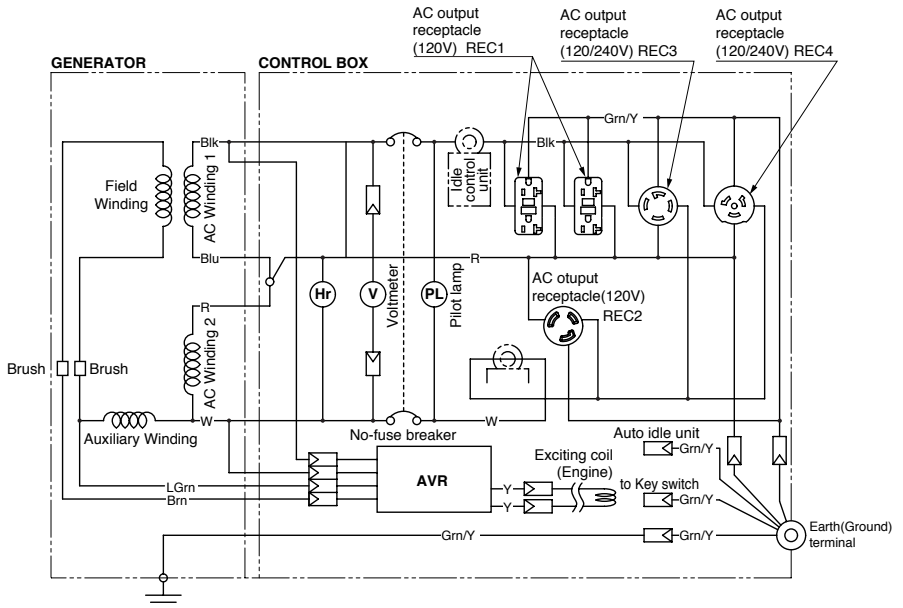 AC output
receptacle
(120V) REC1
AC output
receptacle
(120/240V) REC3
AC output
receptacle
(120/240V) REC4
GENERATOR
CONTROL BOX
Grn/Y
Blk
Blk
Field
Winding
AC Winding 1
Idle
control
unit
Blu
R
R
Hr
V
Voltmeter
PL
Pilot lamp
AC otuput
receptacle(120V)
REC2
AC Winding 2
Brush
Brush
W
W
Auxiliary Winding
No-fuse breaker
Auto idle unit
Grn/Y
Exciting coil
(Engine)
AVR
to Key switch
LGrn
Brn
Y
Y
Grn/Y
Grn/Y
Grn/Y
Earth(Ground)
terminal